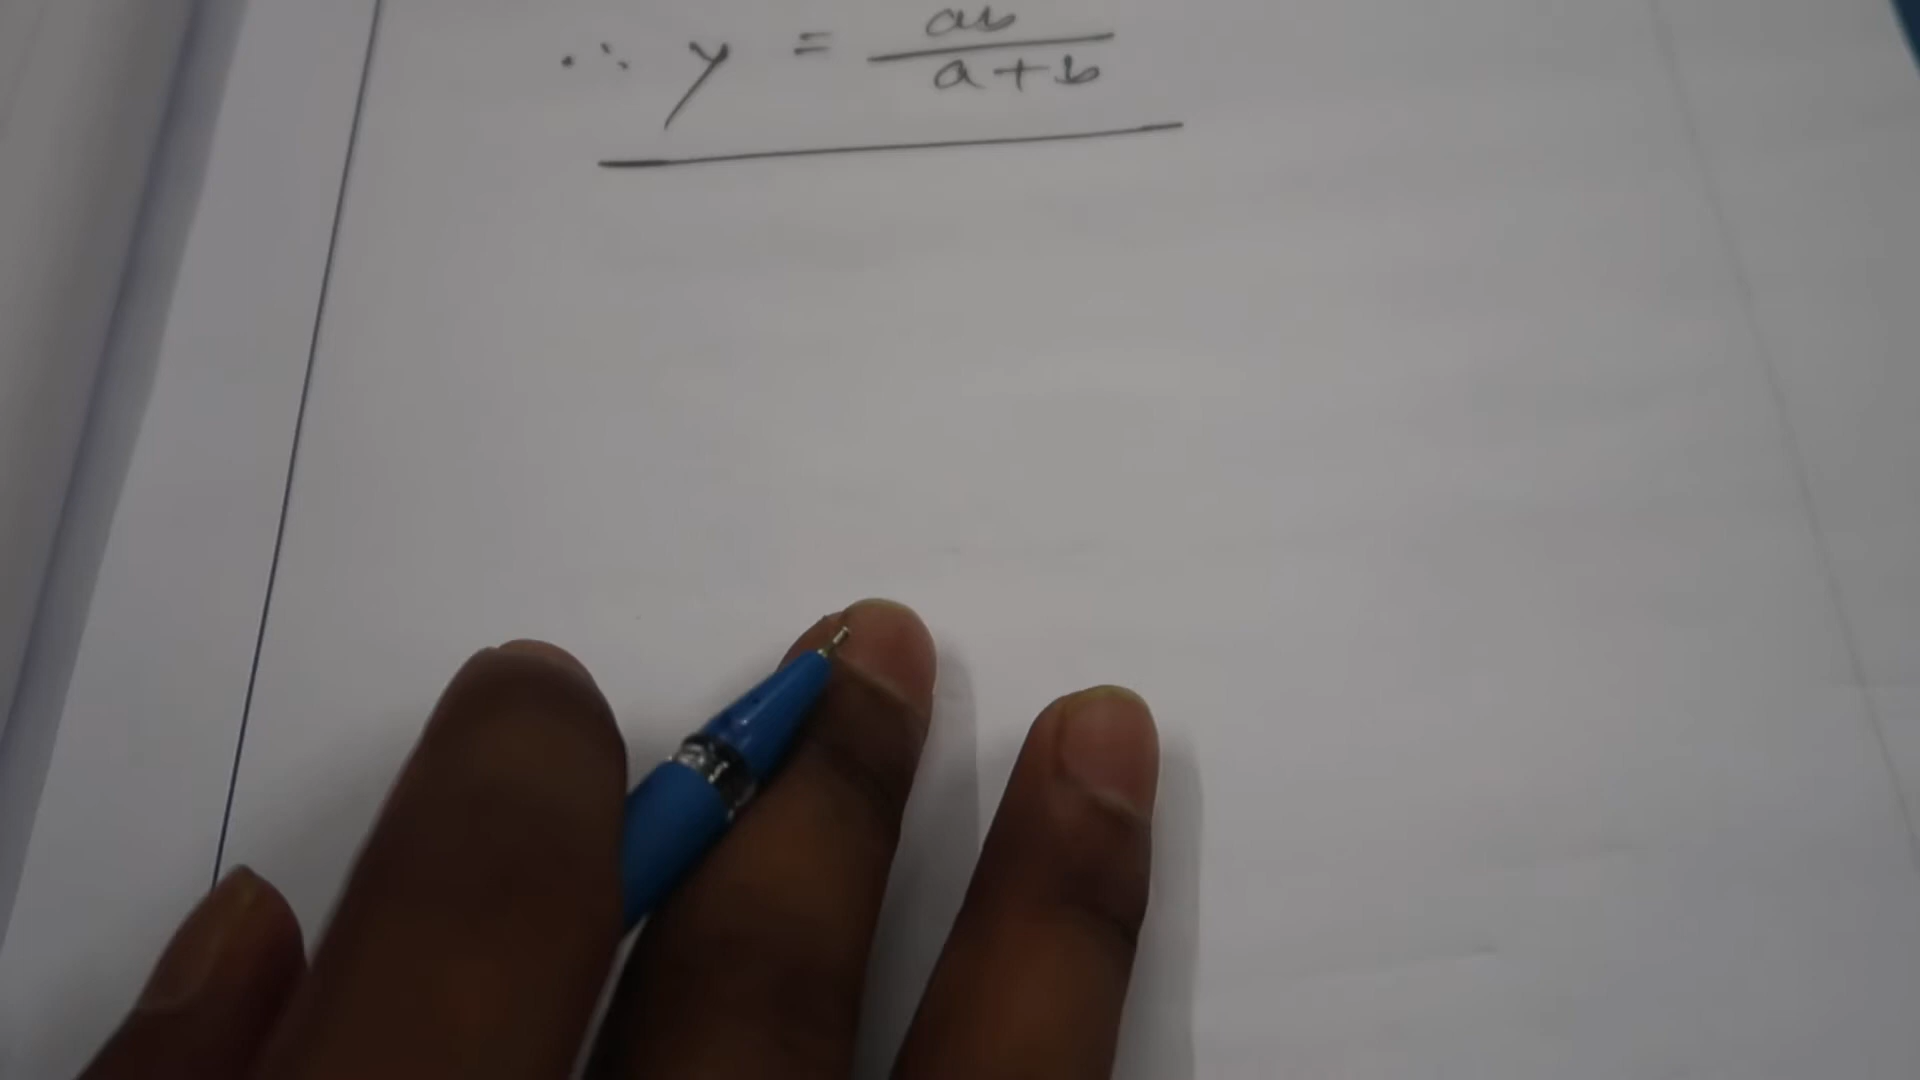 ∴ y = ab / a+b